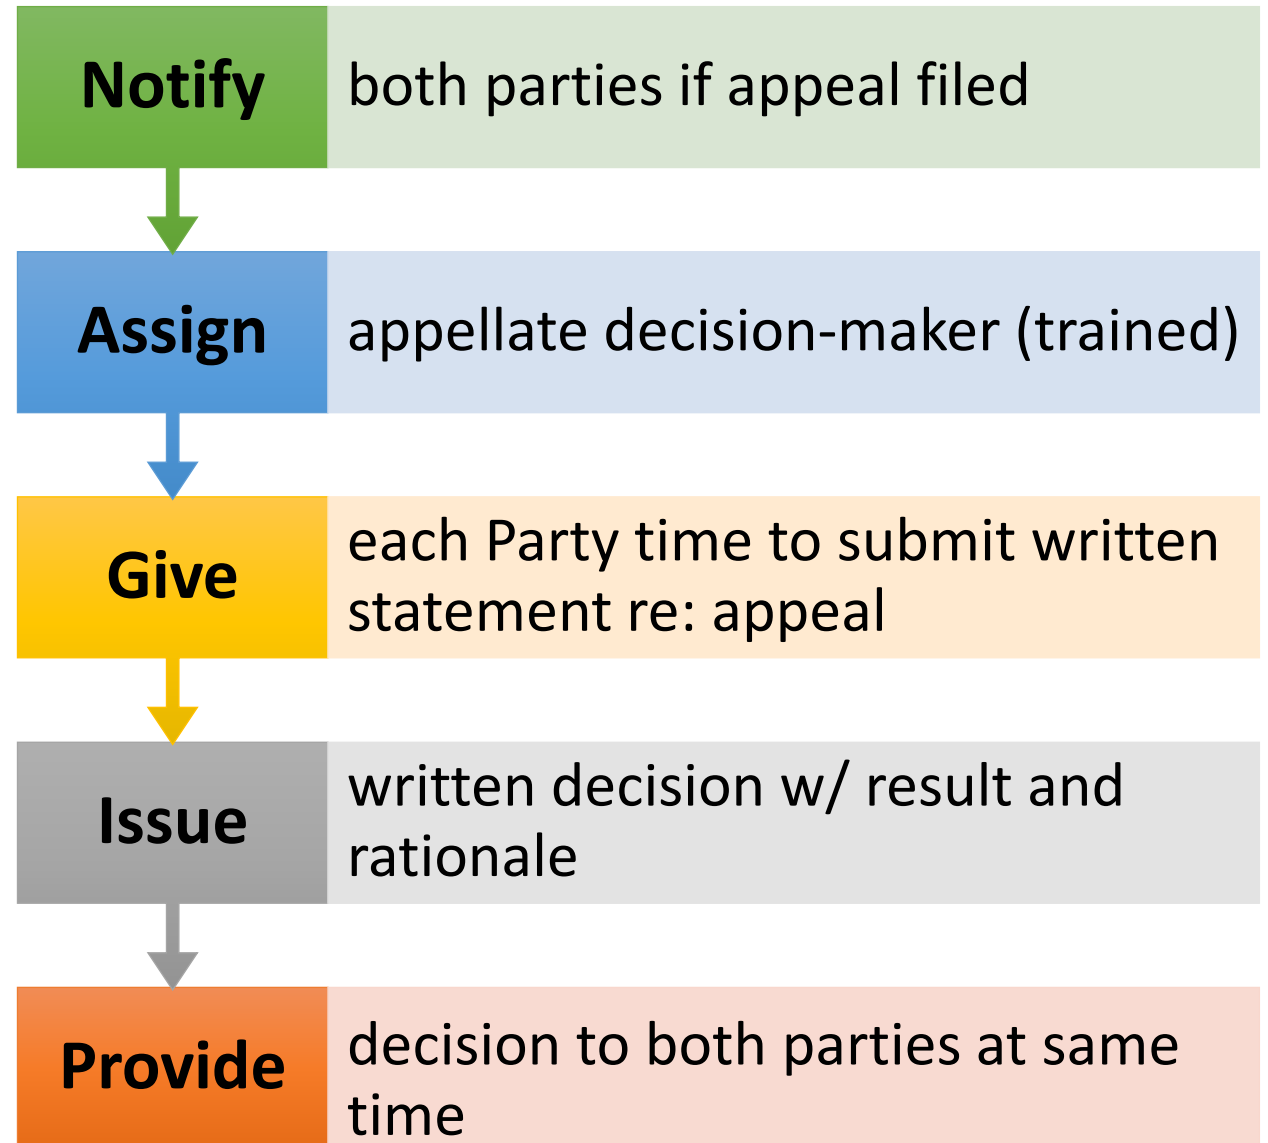 Notify
both parties if appeal filed
Assign
appellate decision-maker (trained)
Give
each Party time to submit written
statement re: appeal
Issue
written decision w/ result and
rationale
Provide
decision to both parties at same
time